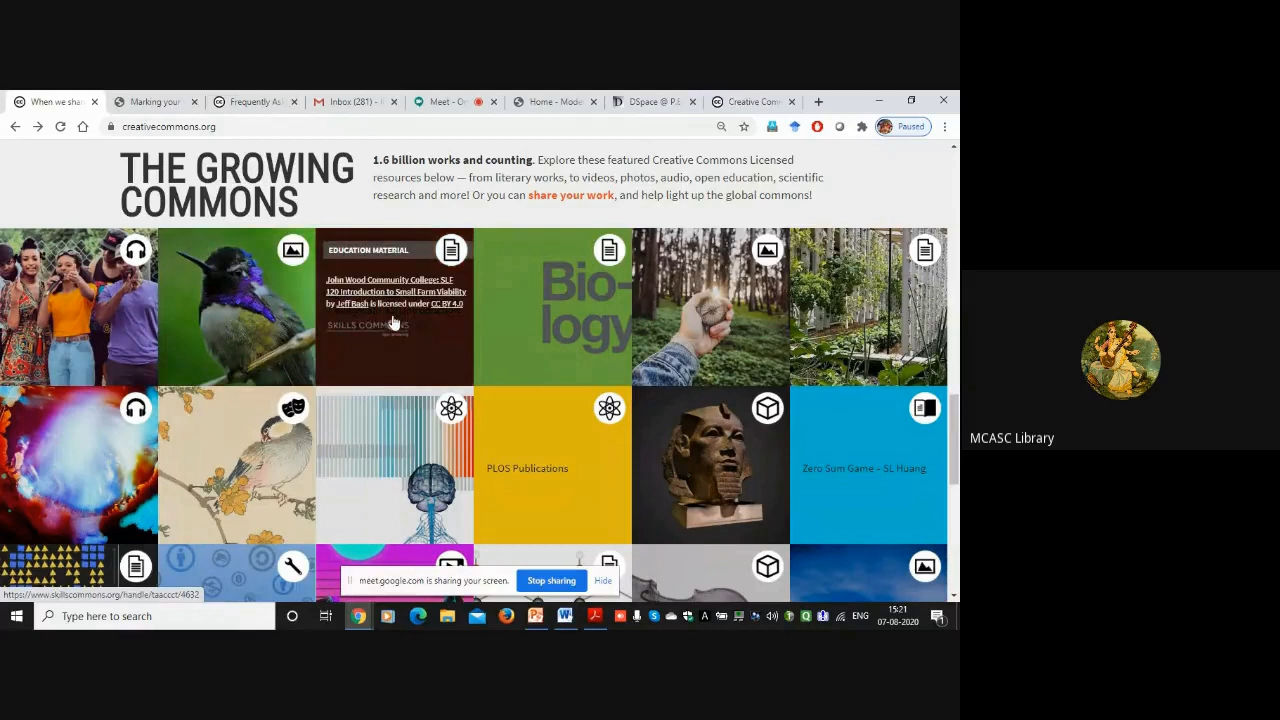 When we sha
Marking your
Frequently As
Inbox (281) -
Meet - On
Home - Mode
DSpace @ P.E
Creative Com
creativecommons.org
Paused
THE GROWING
COMMONS
1.6 billion works and counting. Explore these featured Creative Commons Licensed
resources below — from literary works, to videos, photos, audio, open education, scientific
research and more! Or you can share your work, and help light up the global commons!
EDUCATION MATERIAL
John Wood Community College: SLF
120 Introduction to Small Farm Viability
by Jeff Bash is licensed under CC BY 4.0
SKILLS COMMONS
Bio-
logy
PLOS Publications
Zero Sum Game – SL Huang
meet.google.com is sharing your screen.
Stop sharing
Hide
https://www.skillscommons.org/handle/taaccct/4632
Type here to search
ENG
15:21
07-08-2020
MCASC Library